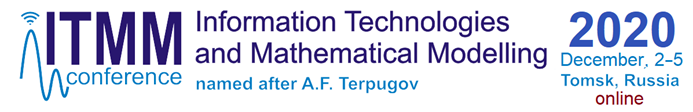 ITMM
conference
Information Technologies
and Mathematical Modelling
named after A.F. Terpugov
2020
December, 2-5
Tomsk, Russia
online